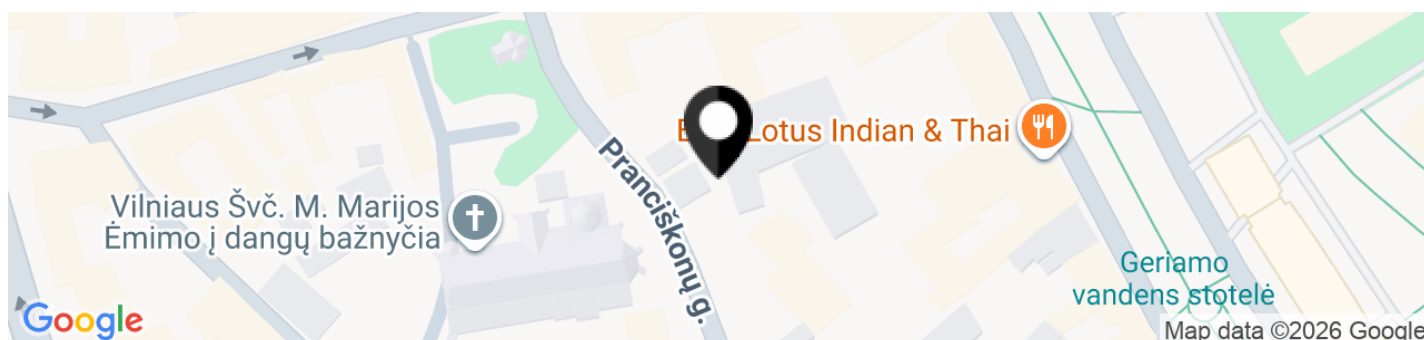 Lotus Indian & Thai
Pranciškonų g.
Vilniaus Švč. M. Marijos
Ėmimo į dangų bažnyčia
Geriamo
vandens stotelė
Google
Map data ©2026 Google